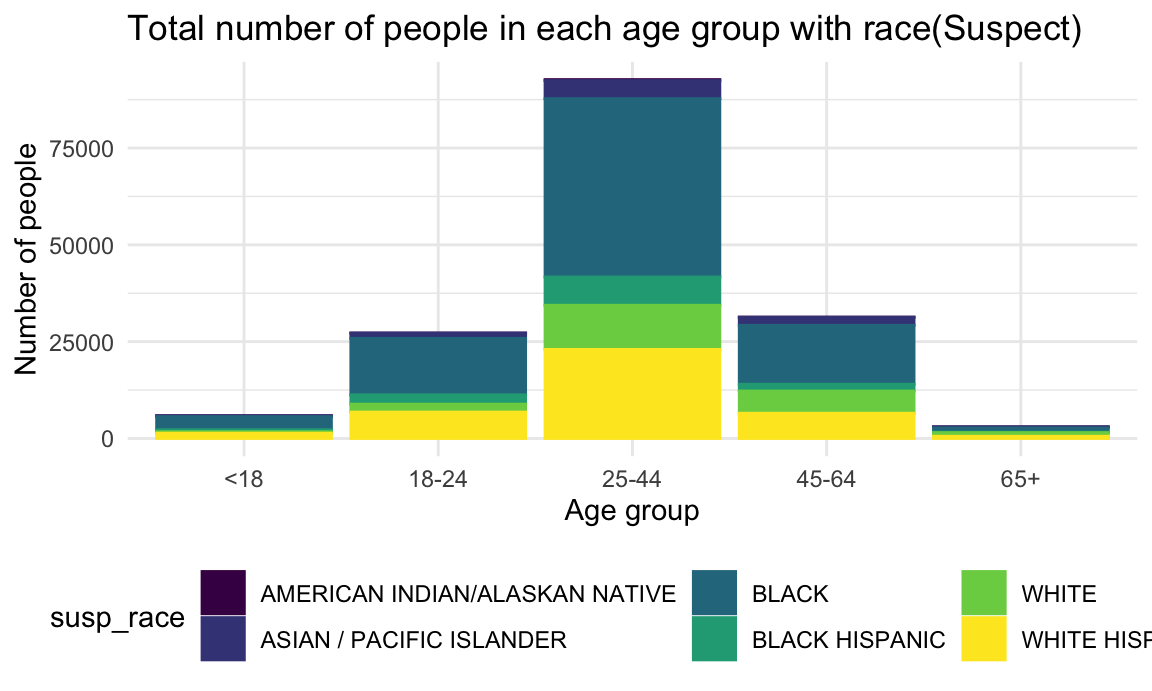 Total number of people in each age group with race(Suspect)
Number of people
75000
50000
25000
0
<18 18-24 25-44 45-64 65+
Age group
susp_race
AMERICAN INDIAN/ALASKAN NATIVE BLACK WHITE
ASIAN / PACIFIC ISLANDER BLACK HISPANIC WHITE HISP